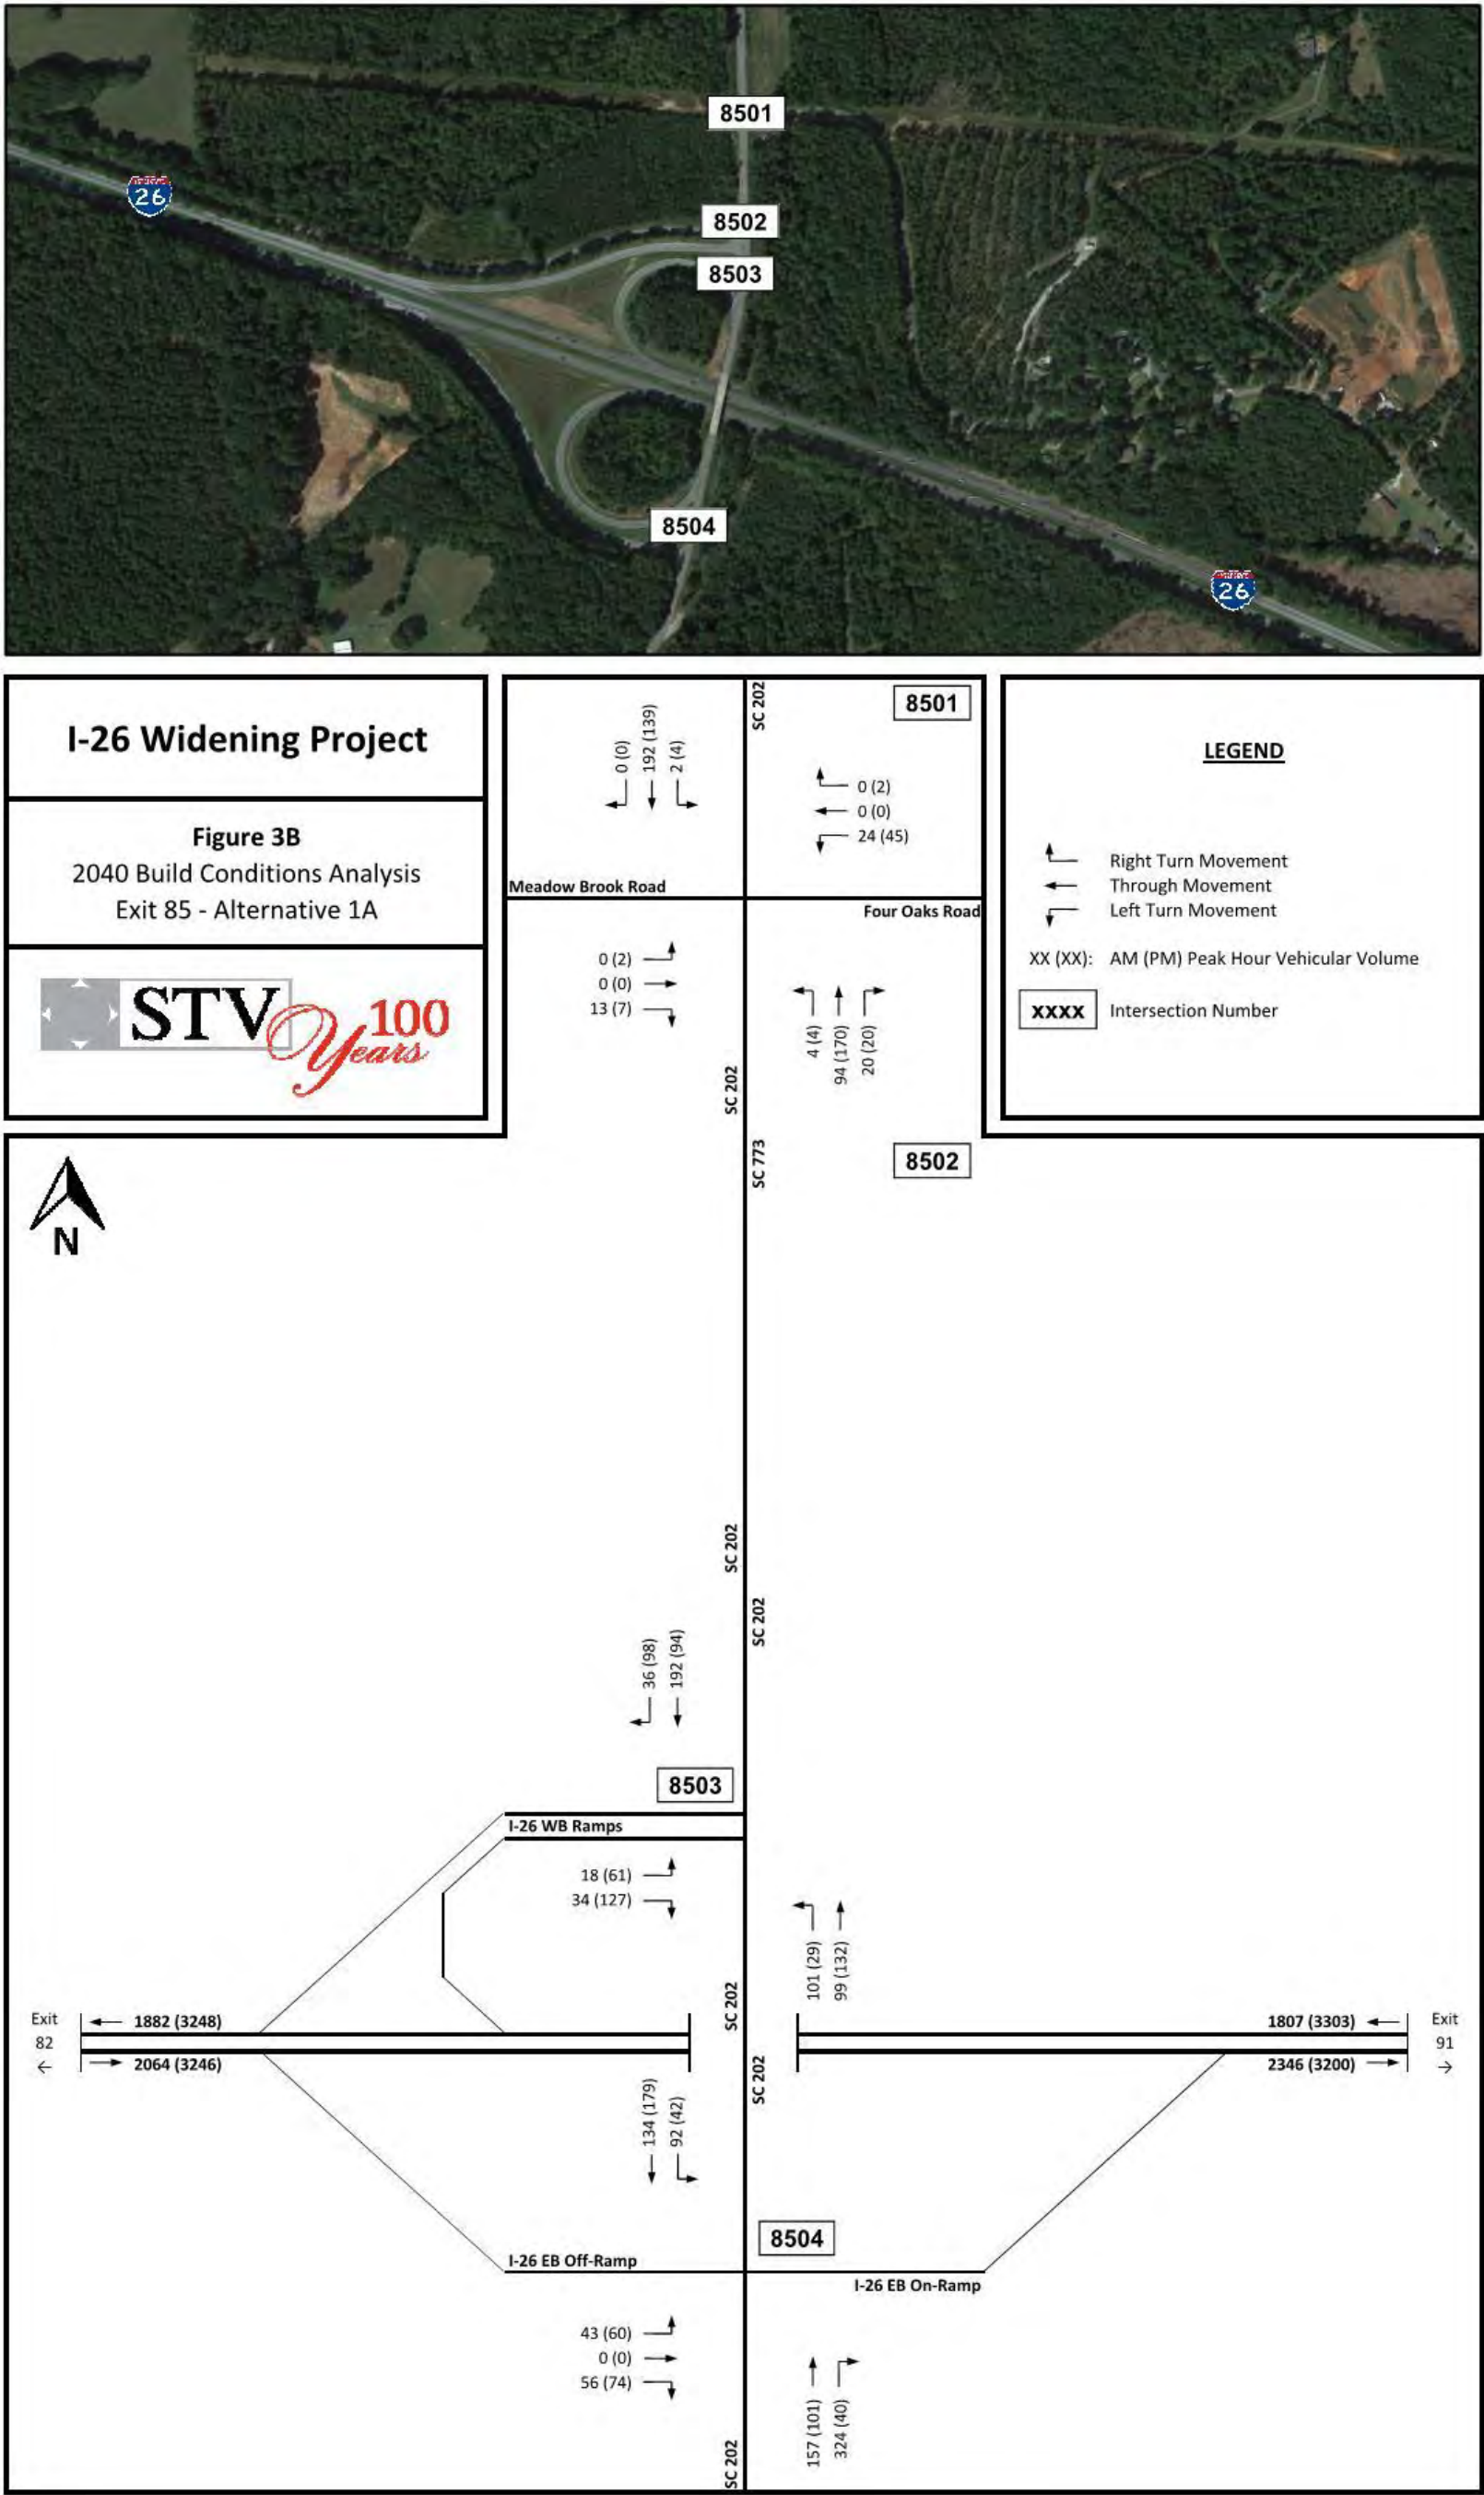 8501
26
8502
8503
8504
26
I-26 Widening Project
Figure 3B
2040 Build Conditions Analysis
Exit 85 - Alternative 1A
STV 100
Years
SC 202
8501
0 (0)
192 (139)
2 (4)
0 (2)
0 (0)
24 (45)
Meadow Brook Road
Four Oaks Road
0 (2)
0 (0)
13 (7)
4 (4)
94 (170)
20 (20)
SC 202
LEGEND
Right Turn Movement
Through Movement
Left Turn Movement
XX (XX): AM (PM) Peak Hour Vehicular Volume
XXXX Intersection Number
N
SC 773
8502
SC 202
SC 202
36 (98)
192 (94)
8503
I-26 WB Ramps
18 (61)
34 (127)
101 (29)
99 (132)
SC 202
Exit
82
1882 (3248)
2064 (3246)
1807 (3303)
2346 (3200)
Exit
91
SC 202
134 (179)
92 (42)
8504
I-26 EB Off-Ramp
I-26 EB On-Ramp
43 (60)
0 (0)
56 (74)
157 (101)
324 (40)
SC 202